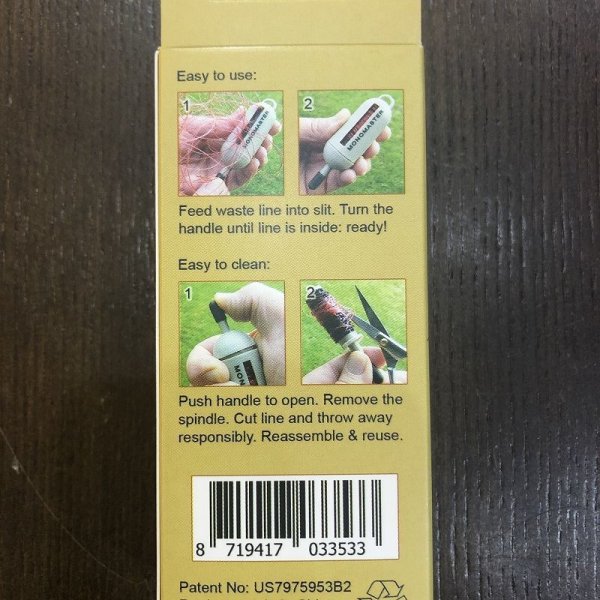 Easy to use:
1
2
MONOMASTER
MONOMASTER
Feed waste line into slit. Turn the
handle until line is inside: ready!
Easy to clean:
1
2
MONO
Push handle to open. Remove the
spindle. Cut line and throw away
responsibly. Reassemble & reuse.
8 719417 033533
Patent No: US7975953B2